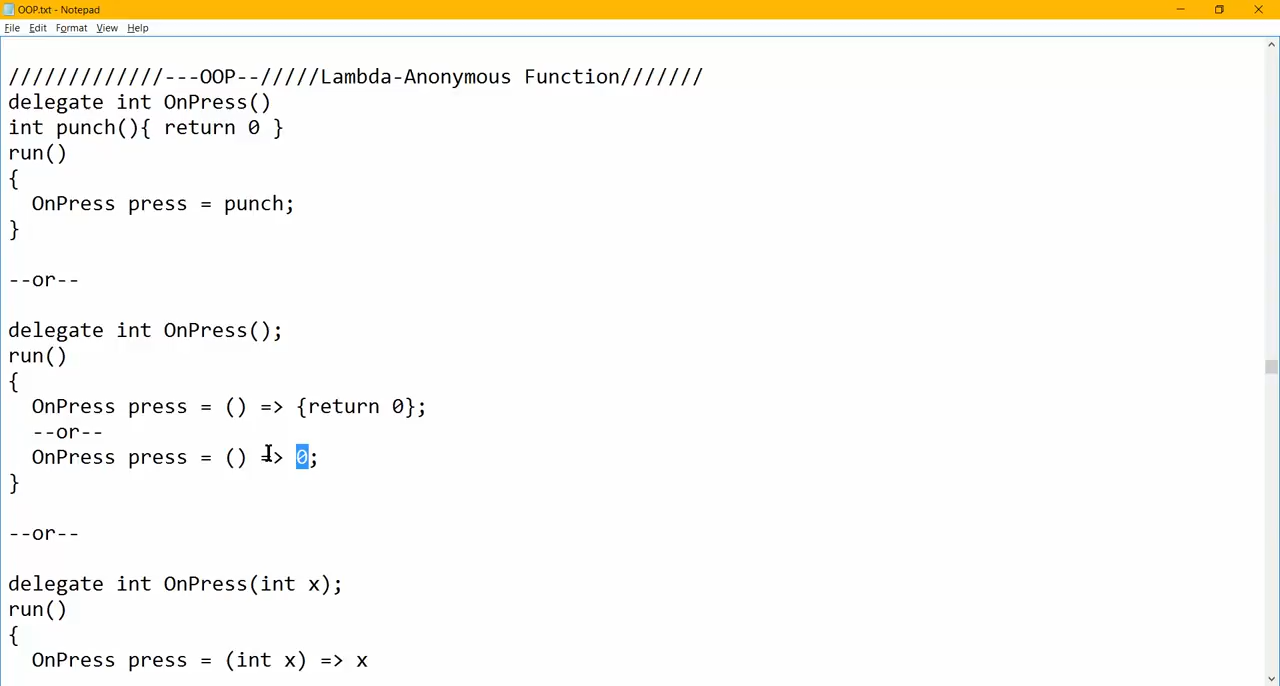 OOP.txt - Notepad
File Edit Format View Help
/////////////---OOP--/////Lambda-Anonymous Function///////
delegate int OnPress()
int punch(){ return 0 }
run()
{
  OnPress press = punch;
}
--or--
delegate int OnPress();
run()
{
  OnPress press = () => {return 0};
  --or--
  OnPress press = () => 0;
}
--or--
delegate int OnPress(int x);
run()
{
  OnPress press = (int x) => x